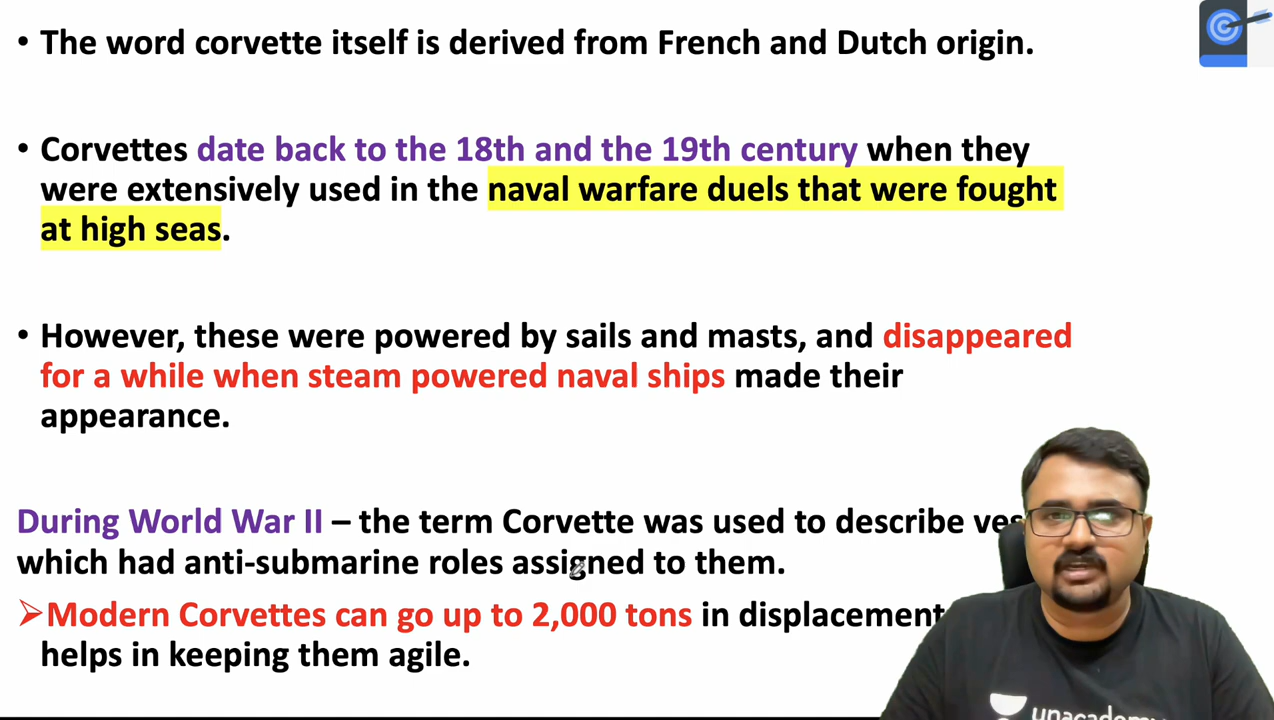 • The word corvette itself is derived from French and Dutch origin.
• Corvettes date back to the 18th and the 19th century when they
were extensively used in the naval warfare duels that were fought
at high seas.
• However, these were powered by sails and masts, and disappeared
for a while when steam powered naval ships made their
appearance.
During World War II – the term Corvette was used to describe
which had anti-submarine roles assigned to them.
➢Modern Corvettes can go up to 2,000 tons in displacement
helps in keeping them agile.
unacademy